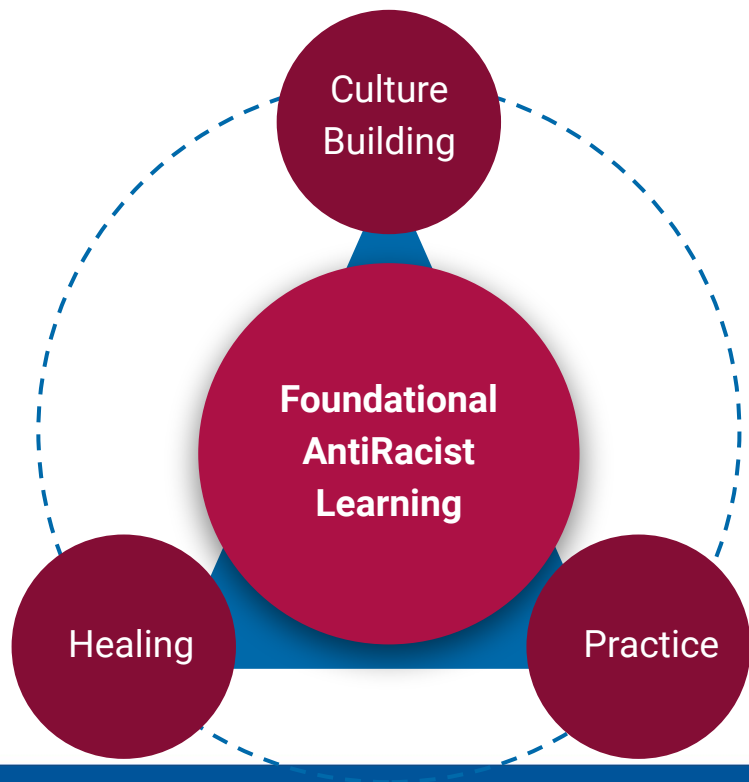 Culture
Building
Foundational
AntiRacist
Learning
Healing
Practice